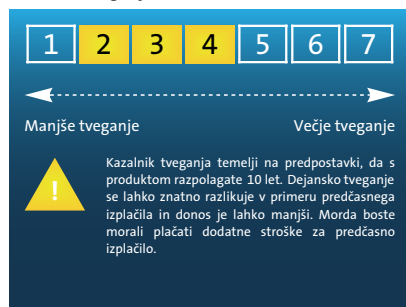 1 2 3 4 5 6 7
Manjše tveganje Večje tveganje
!
Kazalnik tveganja temelji na predpostavki, da s
produktom razpolagate 10 let. Dejansko tveganje
se lahko znatno razlikuje v primeru predčasnega
izplačila in donos je lahko manjši. Morda boste
morali plačati dodatne stroške za predčasno
izplačilo.